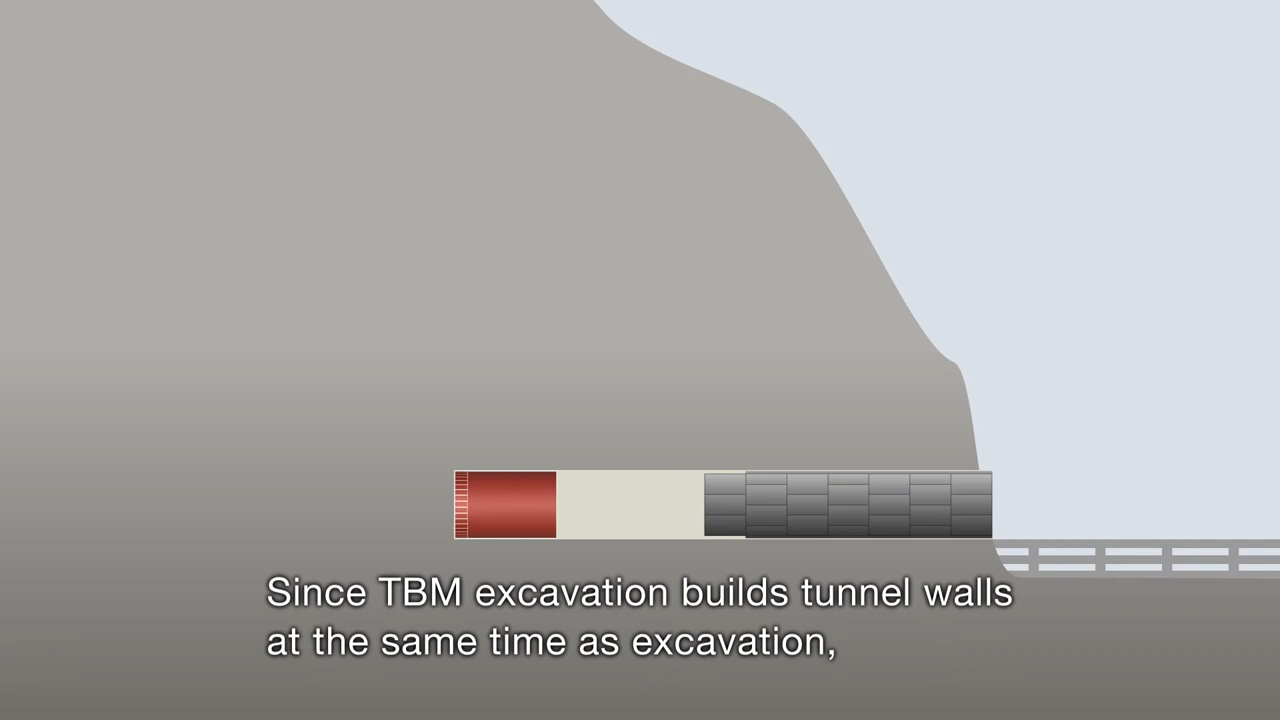 Since TBM excavation builds tunnel walls
at the same time as excavation,